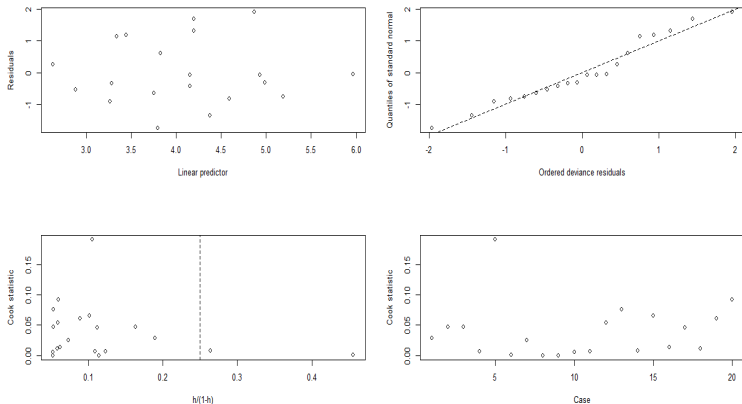 2
1
0
-1
Residuals
3.0 3.5 4.0 4.5 5.0 5.5 6.0
Linear predictor
2
1
0
-1
Quantiles of standard normal
-2 -1 0 1 2
Ordered deviance residuals
0.15
0.10
0.05
0.00
Cook statistic
0.1 0.2 0.3 0.4
h/(1-h)
0.15
0.10
0.05
0.00
Cook statistic
5 10 15 20
Case